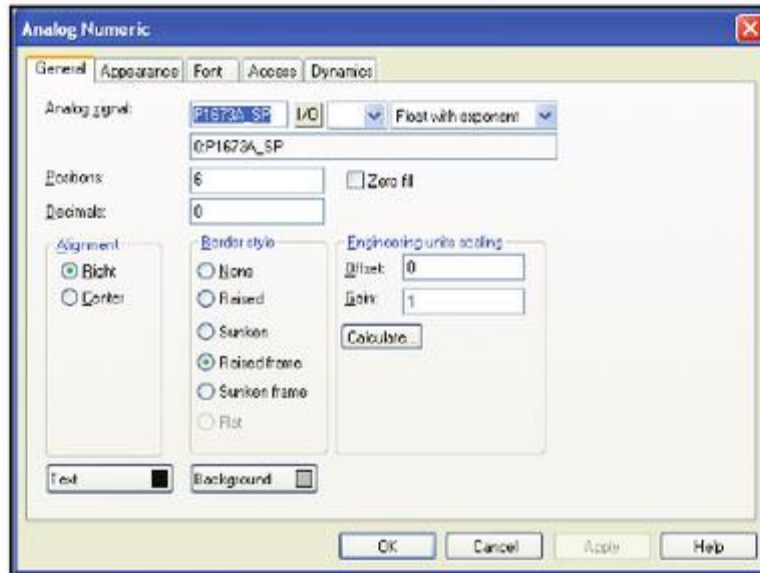 Analog Numeric
General Appearance Font Access Dynamics
Analog signal: P1673A_SP I/O Float with exponent
0:P1673A_SP
Positions: 6 Zero fill
Decimals: 0
Alignment
Right
Center
Border style
None
Raised
Sunken
Raised frame
Sunken frame
Flat
Engineering units scaling
Offset: 0
Gain: 1
Calculate...
Text Background
OK Cancel Apply Help